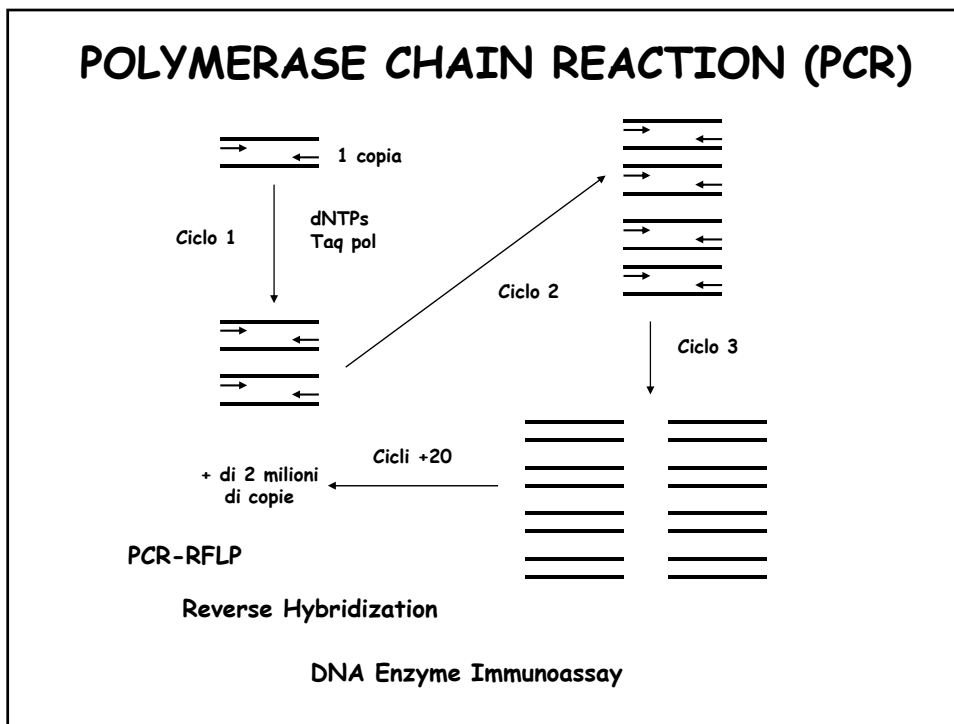 POLYMERASE CHAIN REACTION (PCR)
1 copia
Ciclo 1
dNTPs
Taq pol
Ciclo 2
Ciclo 3
Cicli +20
+ di 2 milioni
di copie
PCR-RFLP
Reverse Hybridization
DNA Enzyme Immunoassay